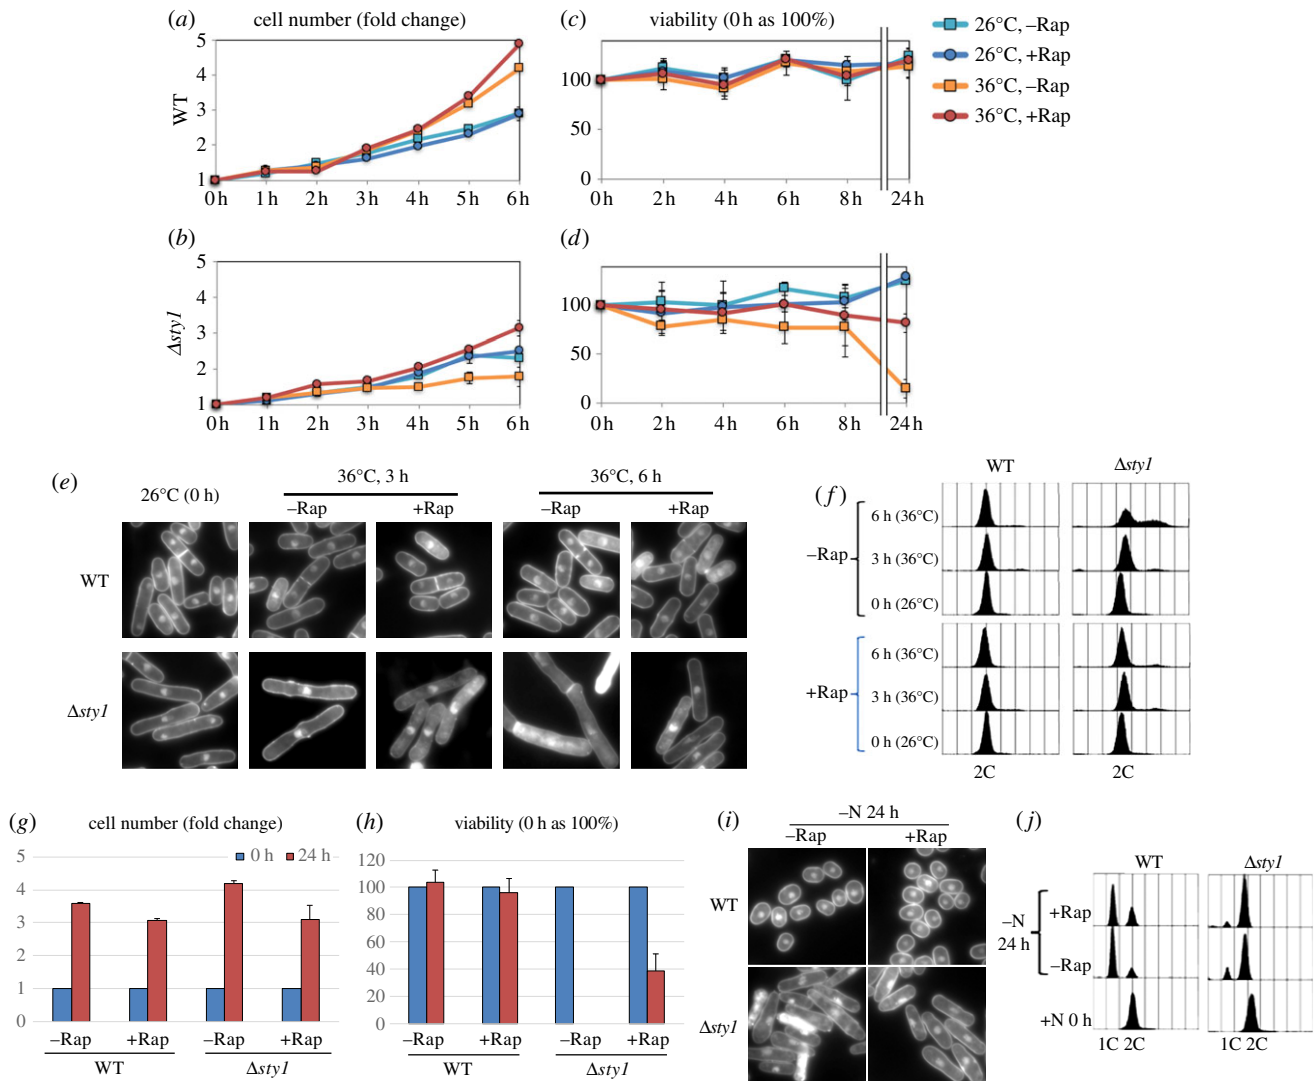 (a) cell number (fold change)
5
4
3
2
1
WT
0 h 1 h 2 h 3 h 4 h 5 h 6 h
(c) viability (0 h as 100%)
100
50
0
0 h 2 h 4 h 6 h 8 h 24 h
26°C, –Rap
26°C, +Rap
36°C, –Rap
36°C, +Rap
(b)
5
4
3
2
1
Δsty1
0 h 1 h 2 h 3 h 4 h 5 h 6 h
(d)
100
50
0
0 h 2 h 4 h 6 h 8 h 24 h
(e)
26°C (0 h)
36°C, 3 h
–Rap +Rap
36°C, 6 h
–Rap +Rap
WT
Δsty1
(f)
WT Δsty1
–Rap
6 h (36°C)
3 h (36°C)
0 h (26°C)
+Rap
6 h (36°C)
3 h (36°C)
0 h (26°C)
2C 2C
(g) cell number (fold change)
0 h 24 h
5
4
3
2
1
0
–Rap +Rap –Rap +Rap
WT Δsty1
(h) viability (0 h as 100%)
120
100
80
60
40
20
0
–Rap +Rap –Rap +Rap
WT Δsty1
(i)
–N 24 h
–Rap +Rap
WT
Δsty1
(j)
WT Δsty1
–N
24 h
+Rap
–Rap
+N 0 h
1C 2C 1C 2C